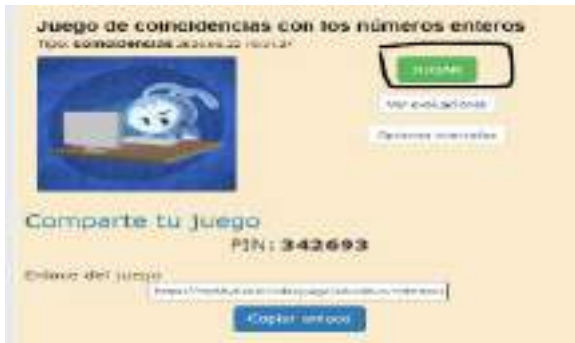 Juego de coincidencias con los números enteros
Tipo: coincidencias
JUGAR
Ver evaluaciones
Opciones avanzadas
Comparte tu juego
PIN: 342693
Enlace del juego
Copiar enlace